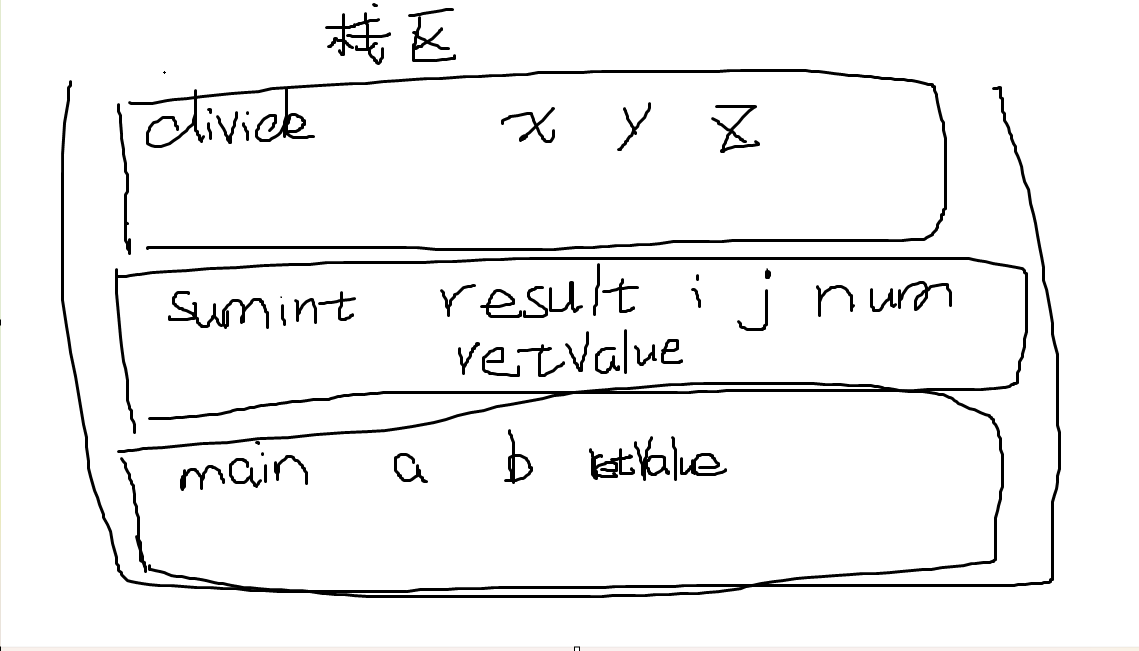 栈区
divide x y z
sumint result i j num
retValue
main a b retValue